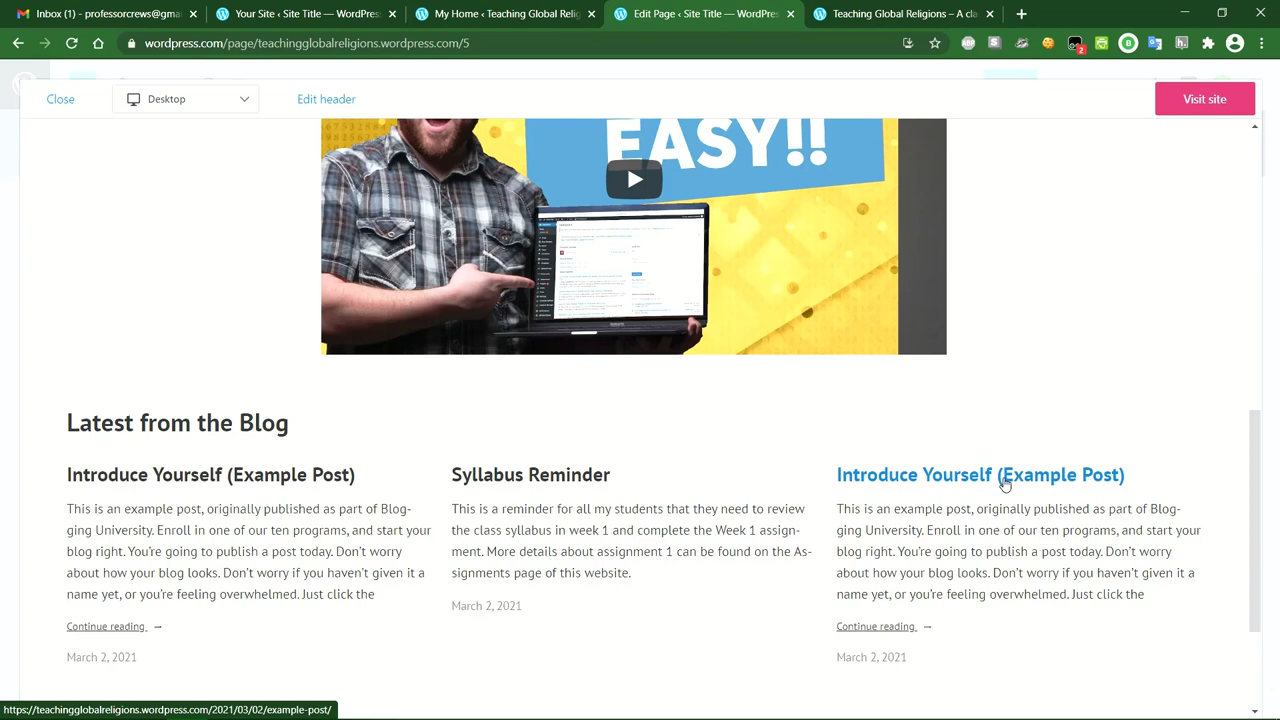 Inbox (1) - professorcrews@gmai
Your Site ‹ Site Title — WordPress
My Home ‹ Teaching Global Religi
Edit Page ‹ Site Title — WordPres
Teaching Global Religions – A cla
wordpress.com/page/teachingglobalreligions.wordpress.com/5
2
Close
Desktop
Edit header
Visit site
EASY!!
Latest from the Blog
Introduce Yourself (Example Post)
This is an example post, originally published as part of Blog-
ging University. Enroll in one of our ten programs, and start your
blog right. You're going to publish a post today. Don't worry
about how your blog looks. Don't worry if you haven't given it a
name yet, or you're feeling overwhelmed. Just click the
Continue reading →
March 2, 2021
Syllabus Reminder
This is a reminder for all my students that they need to review
the class syllabus in week 1 and complete the Week 1 assign-
ment. More details about assignment 1 can be found on the As-
signments page of this website.
March 2, 2021
Introduce Yourself (Example Post)
This is an example post, originally published as part of Blog-
ging University. Enroll in one of our ten programs, and start your
blog right. You're going to publish a post today. Don't worry
about how your blog looks. Don't worry if you haven't given it a
name yet, or you're feeling overwhelmed. Just click the
Continue reading →
March 2, 2021
https://teachingglobalreligions.wordpress.com/2021/03/02/example-post/